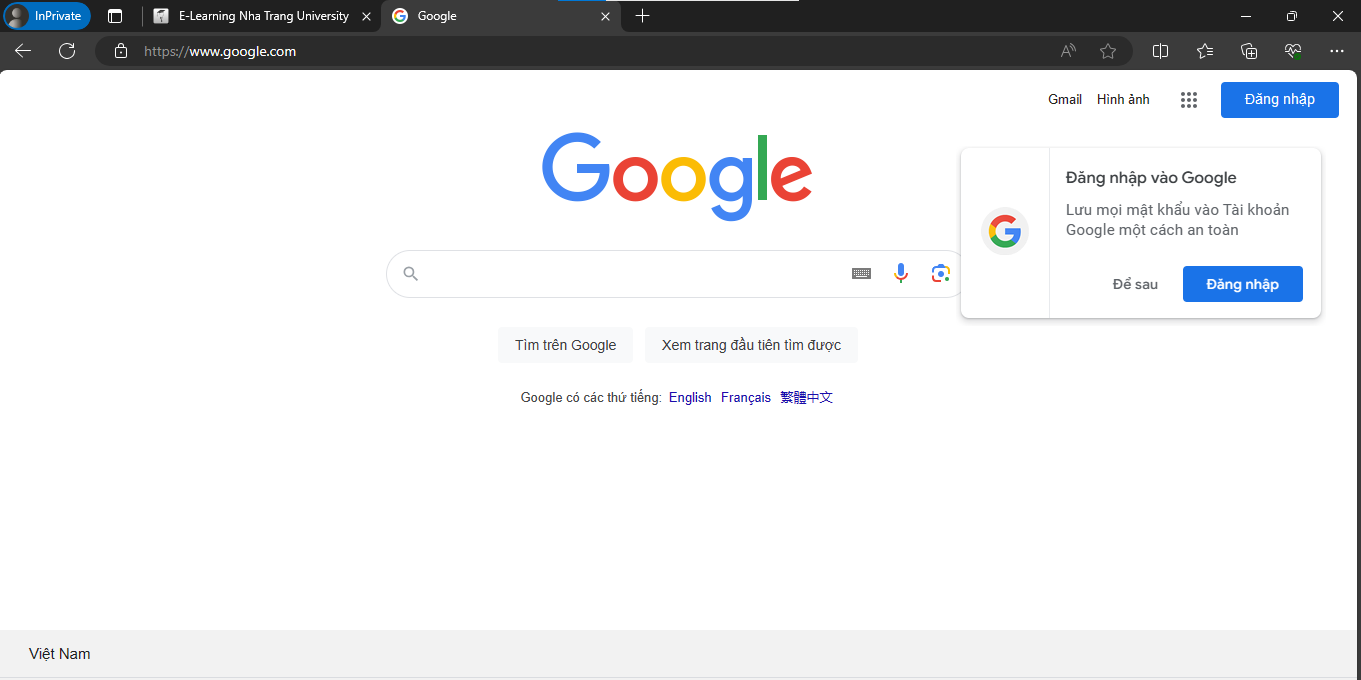 InPrivate
E-Learning Nha Trang University
Google
https://www.google.com
Gmail Hình ảnh Đăng nhập
Google
Đăng nhập vào Google
Lưu mọi mật khẩu vào Tài khoản
Google một cách an toàn
Để sau Đăng nhập
Tìm trên Google Xem trang đầu tiên tìm được
Google có các thứ tiếng: English Français 繁體中文
Việt Nam